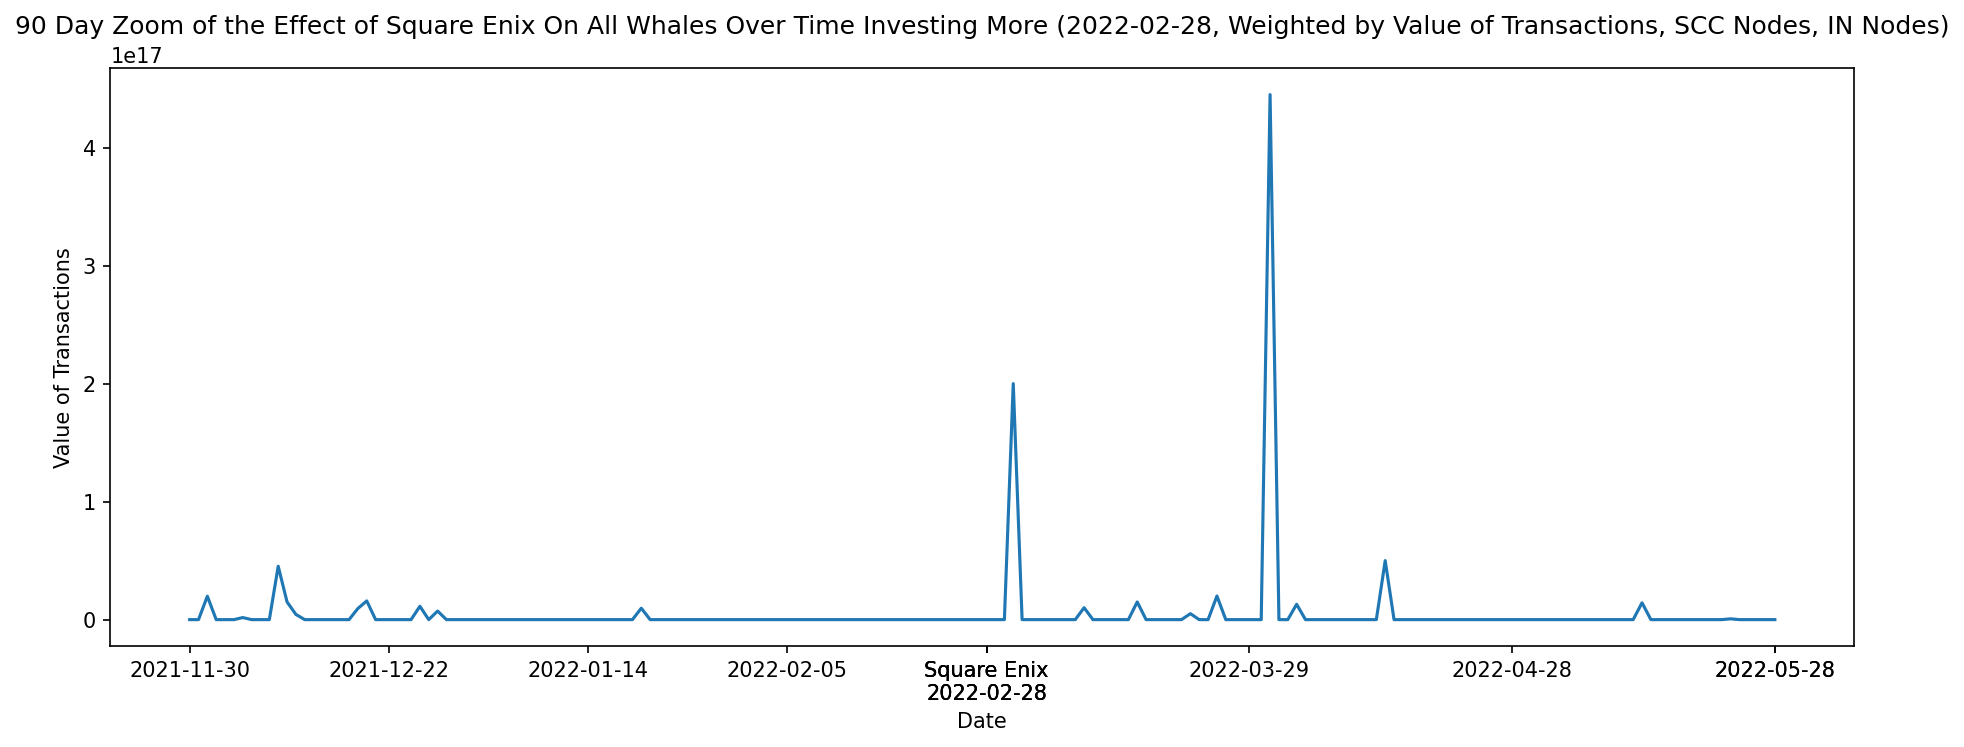 90 Day Zoom of the Effect of Square Enix On All Whales Over Time Investing More (2022-02-28, Weighted by Value of Transactions, SCC Nodes, IN Nodes)
1e17
4
3
2
1
0
Value of Transactions
2021-11-30
2021-12-22
2022-01-14
2022-02-05
Square Enix
2022-02-28
2022-03-29
2022-04-28
2022-05-28
Date